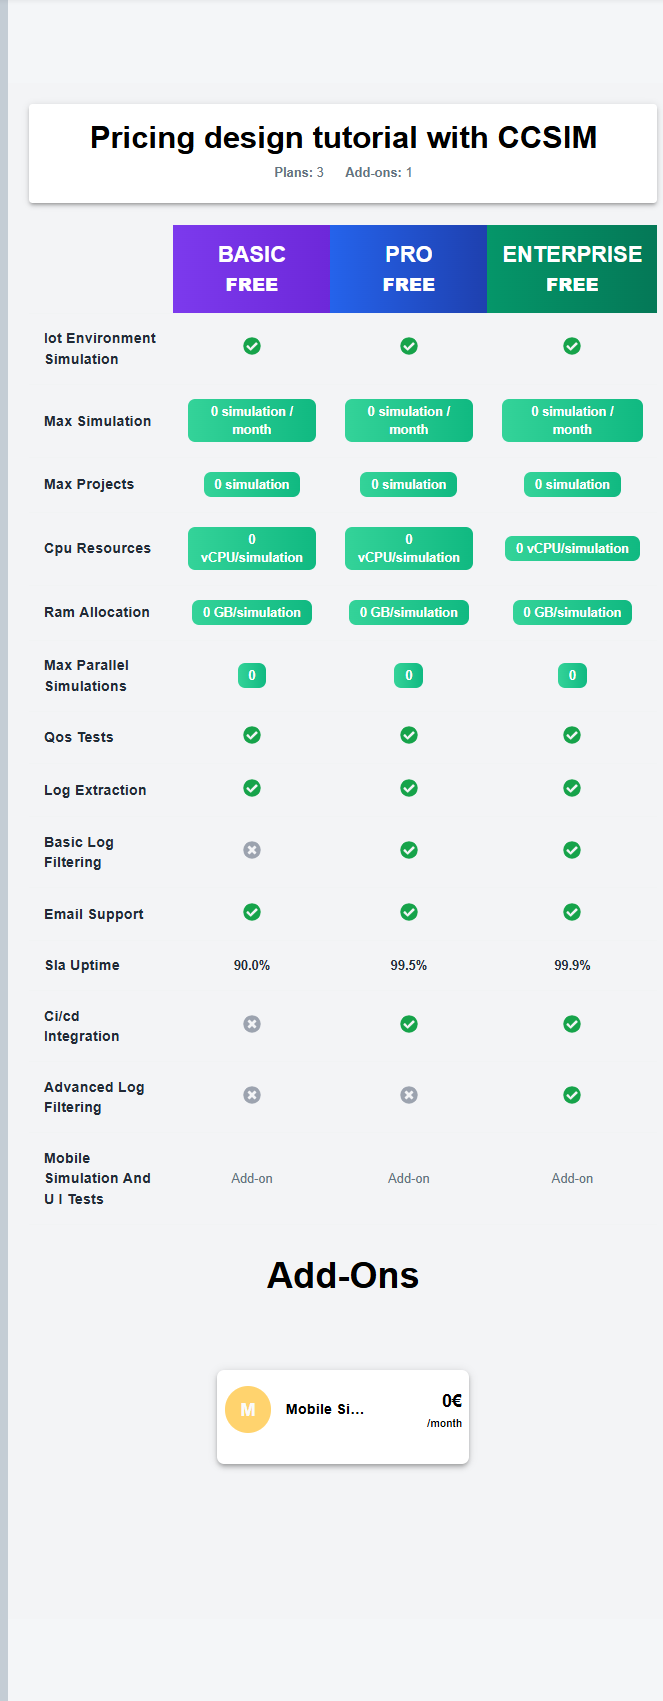 Pricing design tutorial with CCSIM
Plans: 3 Add-ons: 1
BASIC PRO ENTERPRISE
FREE FREE FREE
Iot Environment
Simulation
Max Simulation
0 simulation /
month
0 simulation /
month
0 simulation /
month
Max Projects
0 simulation 0 simulation 0 simulation
Cpu Resources
0
vCPU/simulation
0
vCPU/simulation
0 vCPU/simulation
Ram Allocation
0 GB/simulation 0 GB/simulation 0 GB/simulation
Max Parallel
Simulations
0 0 0
Qos Tests
Log Extraction
Basic Log
Filtering
Email Support
Sla Uptime 90.0% 99.5% 99.9%
Ci/cd
Integration
Advanced Log
Filtering
Mobile
Simulation And
U I Tests
Add-on Add-on Add-on
Add-Ons
M
Mobile Si...
0€
/month